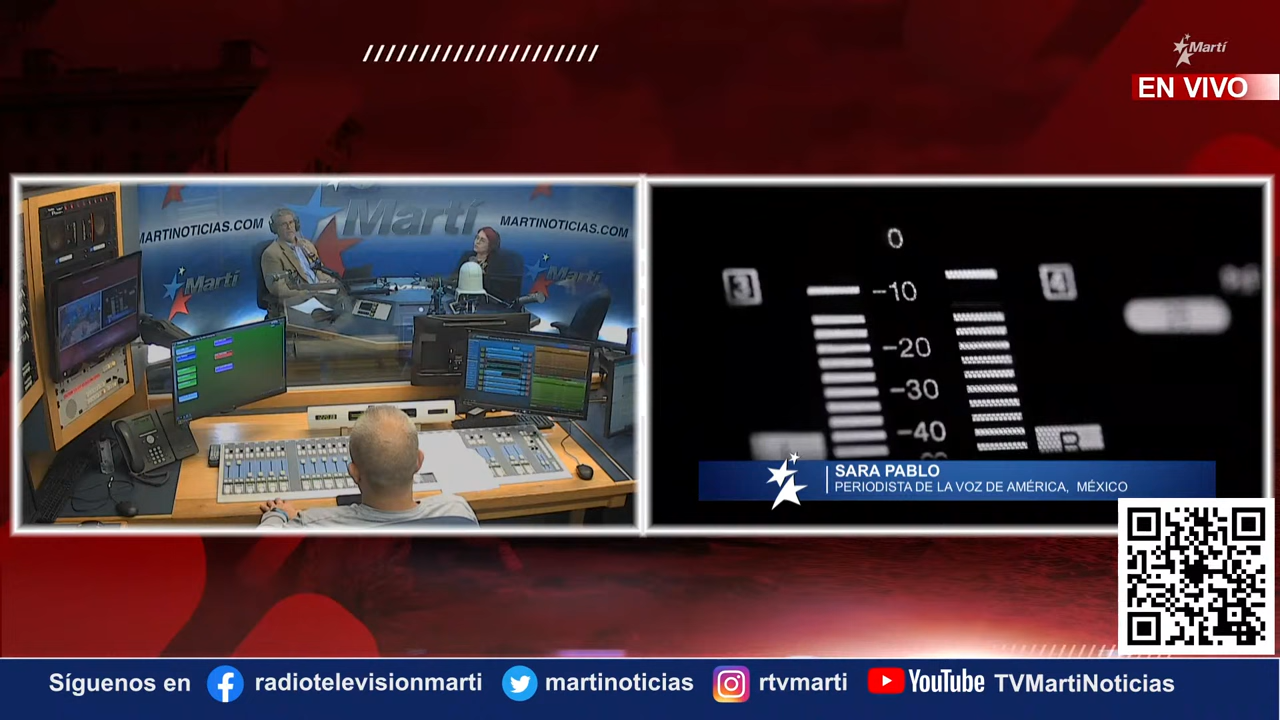 Martí
EN VIVO
MARTINOTICIAS.COM
Martí
MARTINOTICIAS.COM
Martí
Martí
0
3
4
-10
-20
-30
-40
R
SARA PABLO
PERIODISTA DE LA VOZ DE AMÉRICA, MÉXICO
Síguenos en radiotelevisionmarti martinoticias rtvmarti YouTube TVMartiNoticias